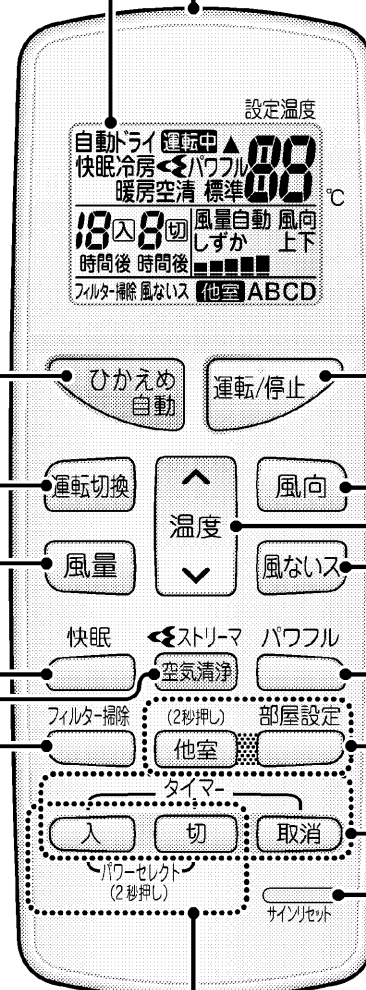 設定温度
自動ドライ 運転中 ▲ 88
快眠冷房 パワフル
暖房空清 標準 ℃
18 入 8 切 風量自動 風向
しずか 上下
時間後 時間後
フィルター掃除 風ないス 他室 ABCD
ひかえめ
自動
運転/停止
運転切換
温度
風向
風量
風ないス
快眠
ストリーマ
パワフル
空気清浄
フィルター掃除
(2秒押し)
部屋設定
他室
タイマー
入
切
取消
パワーセレクト
(2秒押し)
サインリセット